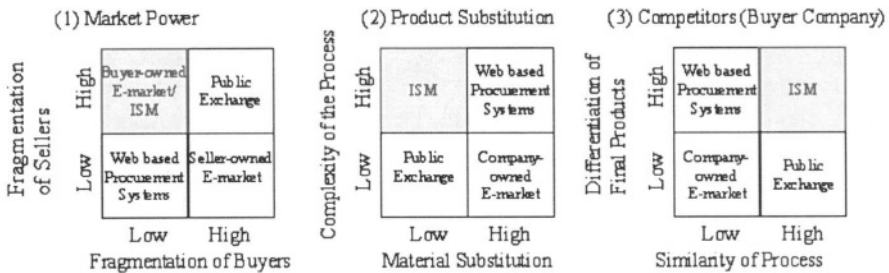 (1) Market Power
(2) Product Substitution
(3) Competitors (Buyer Company)
Fragmentation
of Sellers
High
Low
Buyer-owned
E-market/
ISM
Public
Exchange
Web based
Procurement
Systems
Seller-owned
E-market
Low
High
Fragmentation of Buyers
Complexity of the Process
High
Low
ISM
Web based
Procurement
Systems
Public
Exchange
Company-
owned
E-market
Low
High
Material Substitution
Differentiation of
Final Products
High
Low
Web based
Procurement
Systems
ISM
Company-
owned
E-market
Public
Exchange
Low
High
Similarity of Process